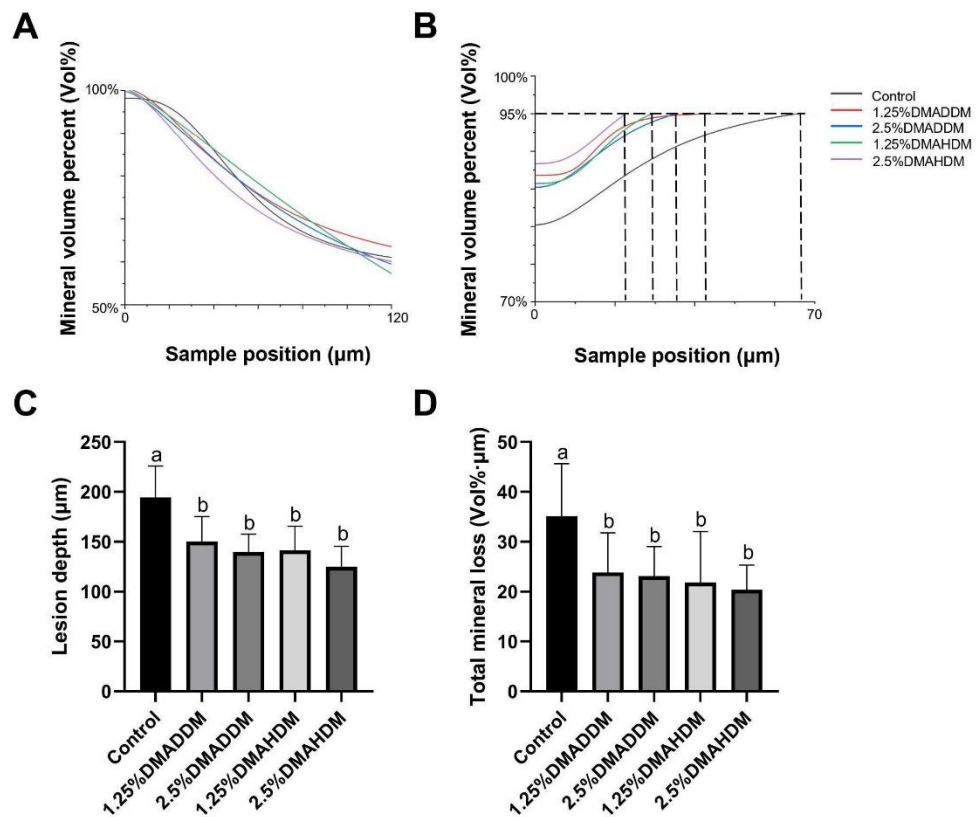 A
Mineral volume percent (Vol%)
100%
50%
0
120
Sample position (μm)
B
Mineral volume percent (Vol%)
100%
95%
70%
0
70
Sample position (μm)
Control
1.25%DMADDM
2.5%DMADDM
1.25%DMAHDM
2.5%DMAHDM
C
Lesion depth (μm)
250
200
150
100
50
0
a
b
b
b
b
Control
1.25%DMADDM
2.5%DMADDM
1.25%DMAHDM
2.5%DMAHDM
D
Total mineral loss (Vol%·μm)
50
40
30
20
10
0
a
b
b
b
b
Control
1.25%DMADDM
2.5%DMADDM
1.25%DMAHDM
2.5%DMAHDM